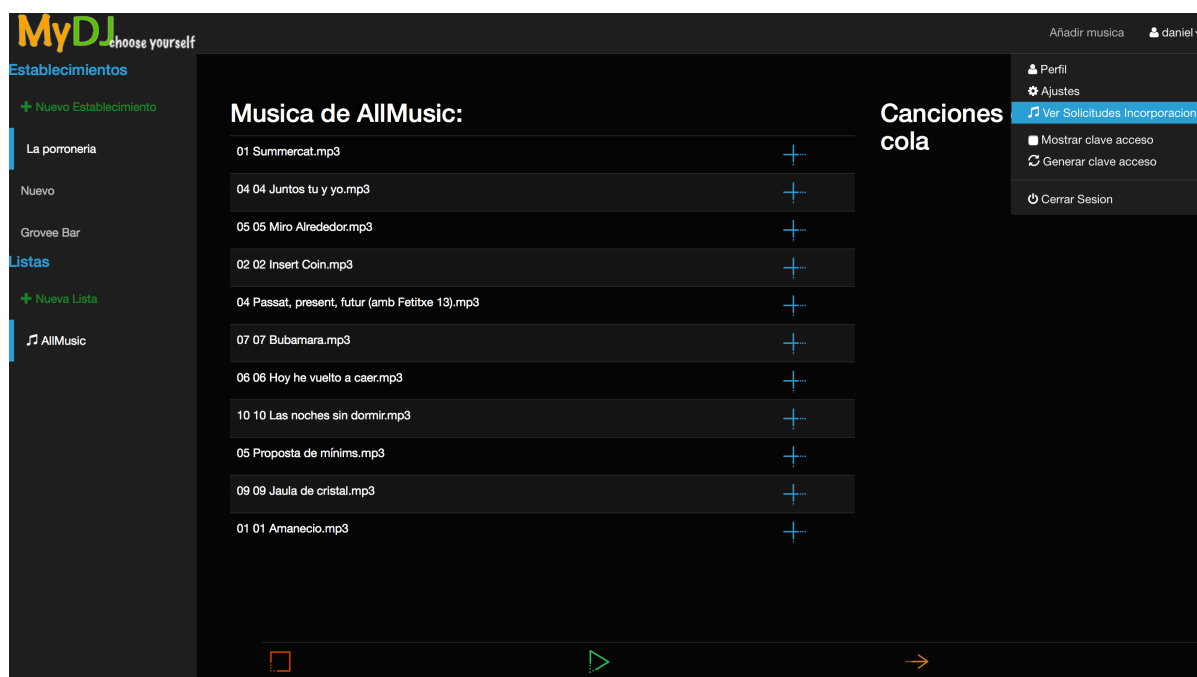 MyDJ choose yourself
Añadir musica
daniel
Establecimientos
+ Nuevo Establecimiento
La porroneria
Nuevo
Grovee Bar
Listas
+ Nueva Lista
AllMusic
Musica de AllMusic:
01 Summercat.mp3
04 04 Juntos tu y yo.mp3
05 05 Miro Alrededor.mp3
02 02 Insert Coin.mp3
04 Passat, present, futur (amb Fetitxe 13).mp3
07 07 Bubamara.mp3
06 06 Hoy he vuelto a caer.mp3
10 10 Las noches sin dormir.mp3
05 Proposta de mínims.mp3
09 09 Jaula de cristal.mp3
01 01 Amanecio.mp3
Canciones
cola
Perfil
Ajustes
Ver Solicitudes Incorporacion
Mostrar clave acceso
Generar clave acceso
Cerrar Sesion